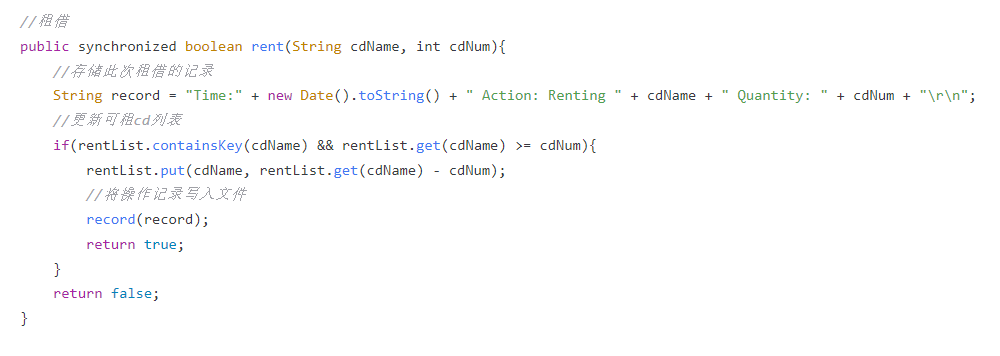 //租借
public synchronized boolean rent(String cdName, int cdNum){
    //存储此次租借的记录
    String record = "Time:" + new Date().toString() + " Action: Renting " + cdName + " Quantity: " + cdNum + "\r\n";
    //更新可租cd列表
    if(rentList.containsKey(cdName) && rentList.get(cdName) >= cdNum){
        rentList.put(cdName, rentList.get(cdName) - cdNum);
        //将操作记录写入文件
        record(record);
        return true;
    }
    return false;
}